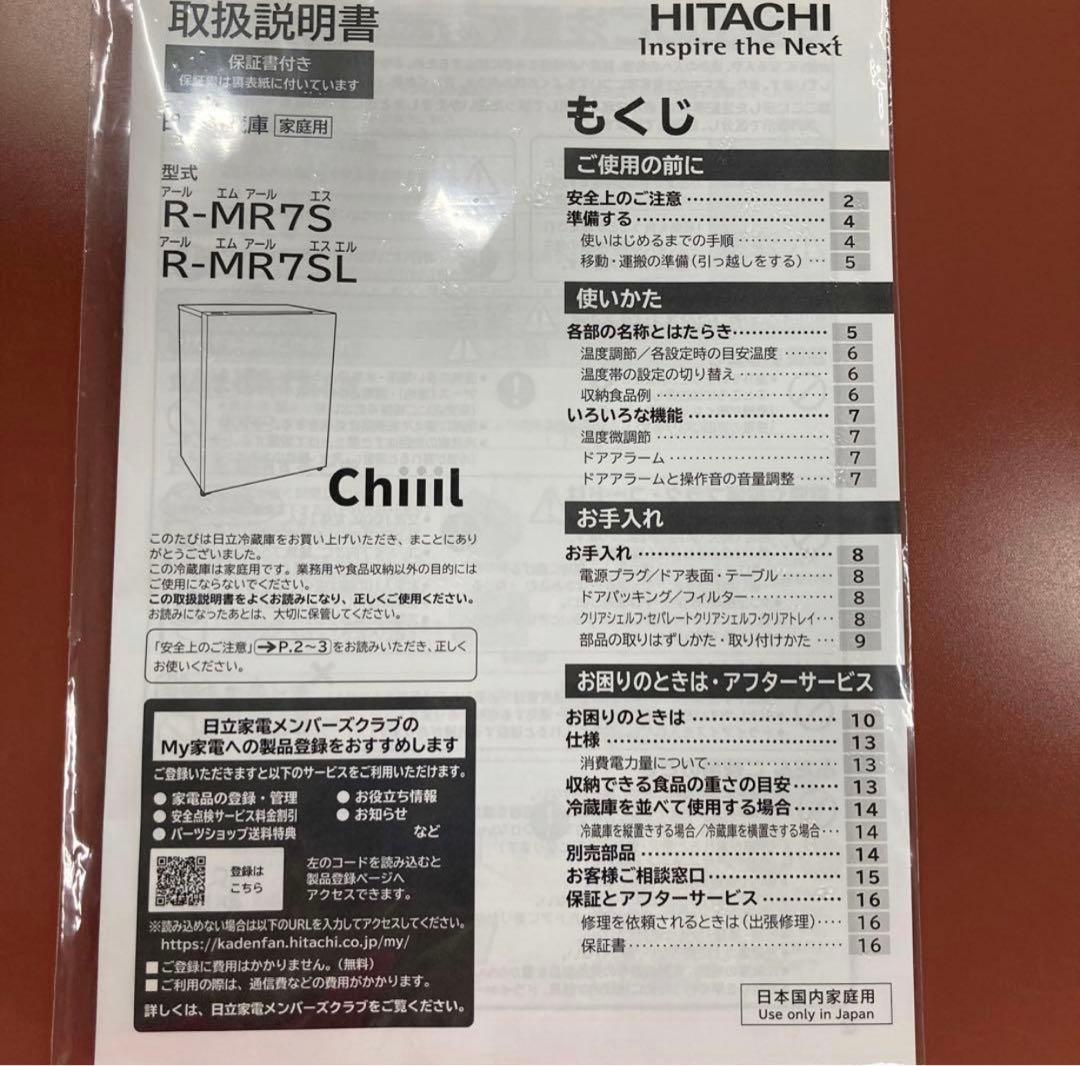 取扱説明書
保証書付き
保証書は裏表紙に付いています
庫 家庭用
型式
アール エム アール エス
R-MR7S
アール エム アール エス エル
R-MR7SL
Chiiil
このたびは日立冷蔵庫をお買い上げいただき、まことにあり
がとうございました。
この冷蔵庫は家庭用です。業務用や食品収納以外の目的には
ご使用にならないでください。
この取扱説明書をよくお読みになり、正しくご使用ください。
お読みになったあとは、大切に保管してください。
「安全上のご注意」➔P.2~3をお読みいただき、正しく
お使いください。
日立家電メンバーズクラブの
My家電への製品登録をおすすめします
ご登録いただきますと以下のサービスをご利用いただけます。
● 家電品の登録・管理 ● お役立ち情報
● 安全点検サービス料金割引 ● お知らせ
● パーツショップ送料特典 など
登録は
こちら
左のコードを読み込むと
製品登録ページへ
アクセスできます。
※読み込めない場合は以下のURLを入力してアクセスしてください。
https://kadenfan.hitachi.co.jp/my/
■ご登録に費用はかかりません。(無料)
■ご利用の際は、通信費などの費用がかかります。
詳しくは、日立家電メンバーズクラブをご覧ください。
HITACHI
Inspire the Next
もくじ
ご使用の前に
安全上のご注意 2
準備する 4
使いはじめるまでの手順 4
移動・運搬の準備(引っ越しをする) 5
使いかた
各部の名称とはたらき 5
温度調節/各設定時の目安温度 6
温度帯の設定の切り替え 6
収納食品例 6
いろいろな機能 7
温度微調節 7
ドアアラーム 7
ドアアラームと操作音の音量調整 7
お手入れ
お手入れ 8
電源プラグ/ドア表面・テーブル 8
ドアパッキング/フィルター 8
クリアシェルフ・セパレートクリアシェルフ・クリアトレイ 8
部品の取りはずしかた・取り付けかた 9
お困りのときは・アフターサービス
お困りのときは 10
仕様 13
消費電力量について 13
収納できる食品の重さの目安 13
冷蔵庫を並べて使用する場合 14
冷蔵庫を縦置きする場合/冷蔵庫を横置きする場合 14
別売部品 14
お客様ご相談窓口 15
保証とアフターサービス 16
修理を依頼されるときは(出張修理) 16
保証書 16
日本国内家庭用
Use only in Japan